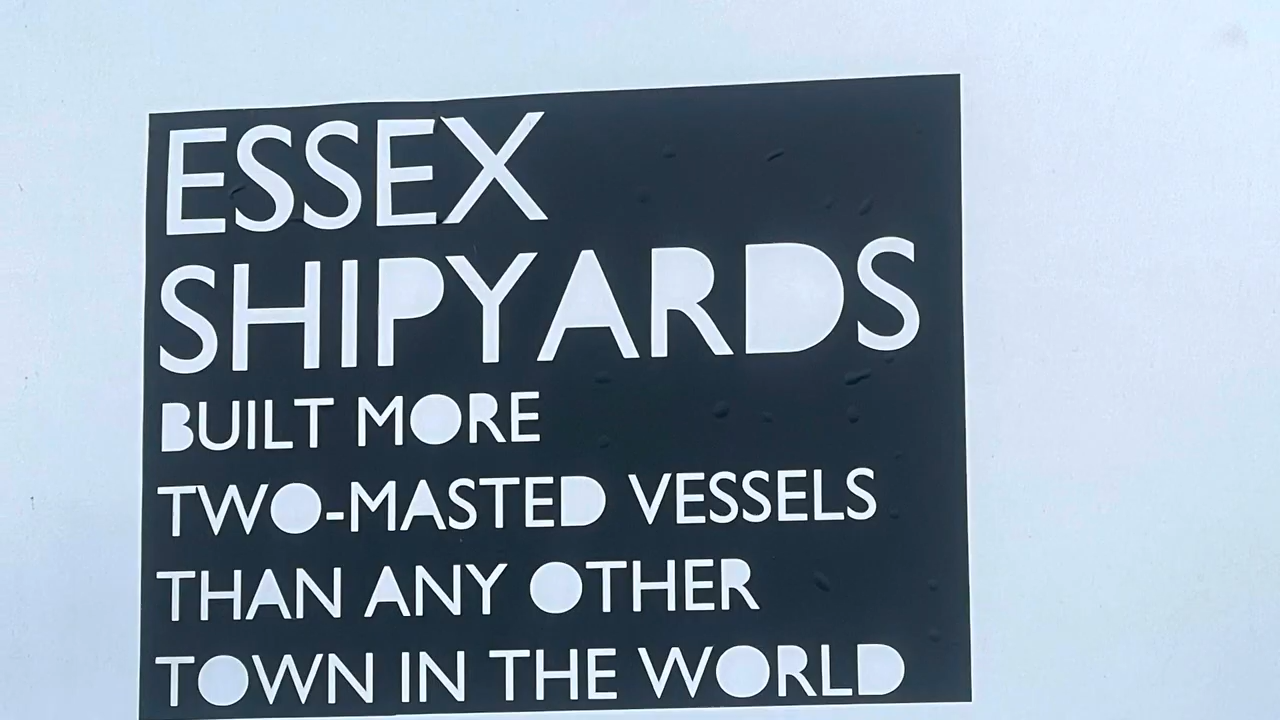 ESSEX
SHIPYARDS
BUILT MORE
TWO-MASTED VESSELS
THAN ANY OTHER
TOWN IN THE WORLD